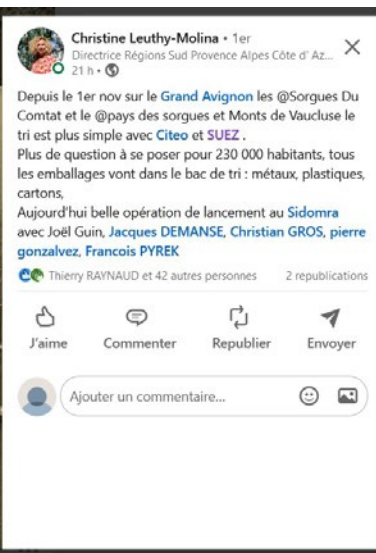 Christine Leuthy-Molina • 1er
Directrice Régions Sud Provence Alpes Côte d' Az...
21 h •
Depuis le 1er nov sur le Grand Avignon les @Sorgues Du
Comtat et le @pays des sorgues et Monts de Vaucluse le
tri est plus simple avec Citeo et SUEZ .
Plus de question à se poser pour 230 000 habitants, tous
les emballages vont dans le bac de tri : métaux, plastiques,
cartons,
Aujourd'hui belle opération de lancement au Sidomra
avec Joël Guin, Jacques DEMANSE, Christian GROS, pierre
gonzalvez, Francois PYREK
Thierry RAYNAUD et 42 autres personnes 2 republications
J'aime Commenter Republier Envoyer
Ajouter un commentaire...